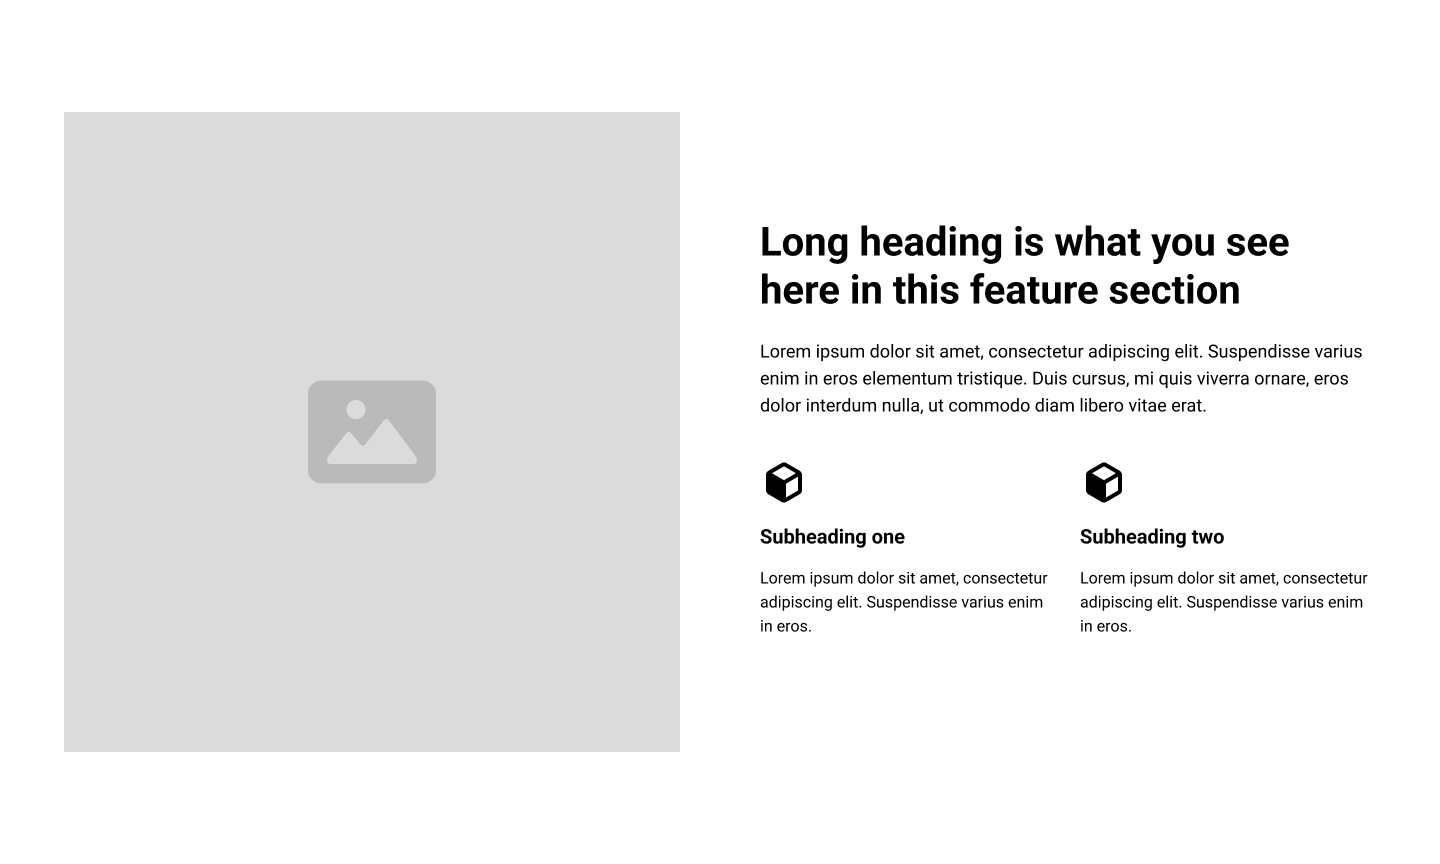 Long heading is what you see
here in this feature section
Lorem ipsum dolor sit amet, consectetur adipiscing elit. Suspendisse varius
enim in eros elementum tristique. Duis cursus, mi quis viverra ornare, eros
dolor interdum nulla, ut commodo diam libero vitae erat.
Subheading one
Lorem ipsum dolor sit amet, consectetur
adipiscing elit. Suspendisse varius enim
in eros.
Subheading two
Lorem ipsum dolor sit amet, consectetur
adipiscing elit. Suspendisse varius enim
in eros.